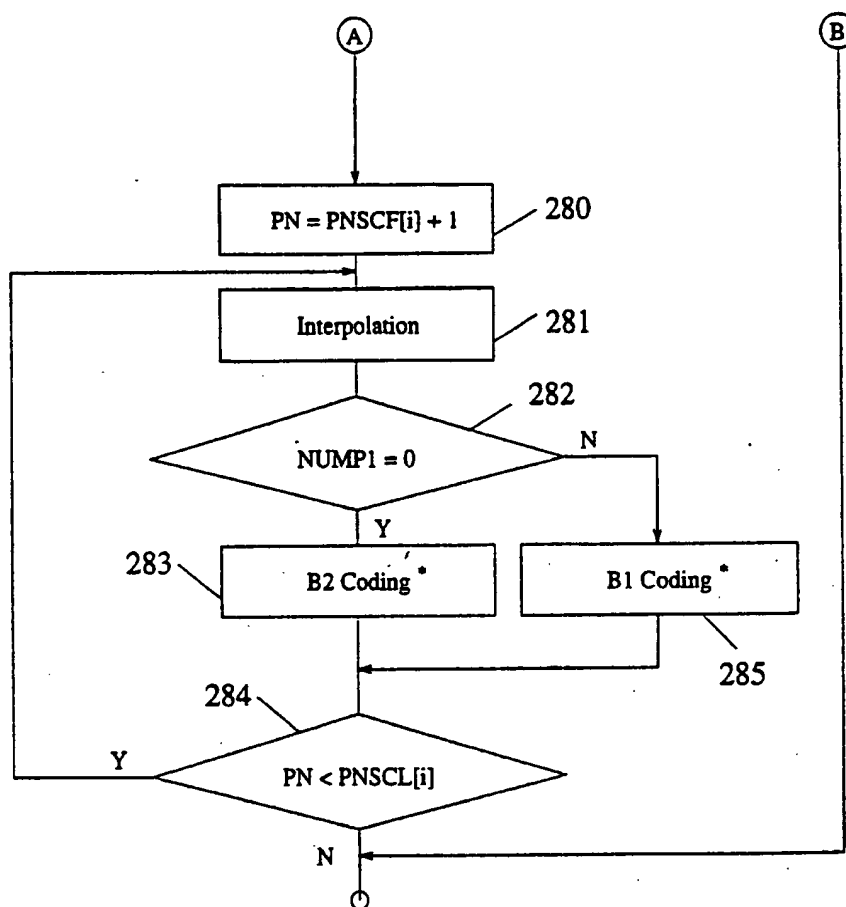 A
B
PN = PNSCF[i] + 1
280
Interpolation
281
282
NUMP1 = 0
N
Y
283
B2 Coding *
B1 Coding *
285
284
Y
PN < PNSCL[i]
N